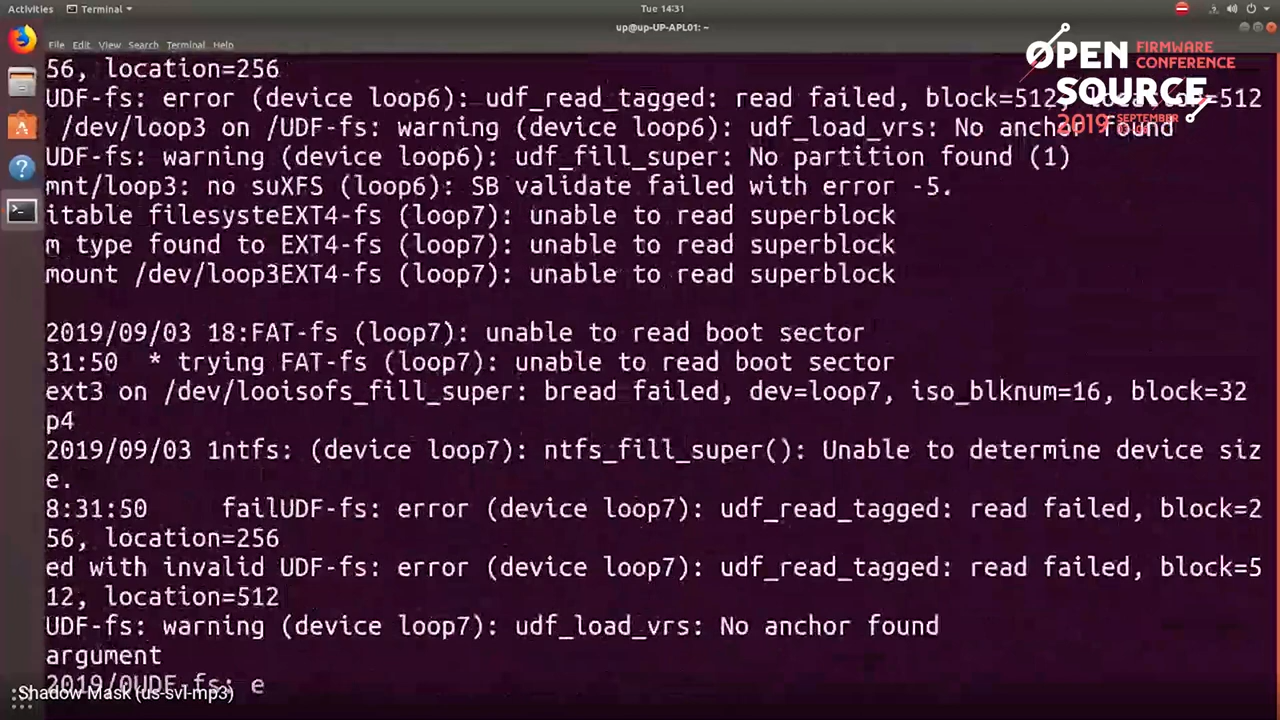 Activities Terminal Tue 14:31
up@up-UP-APL01: ~
File Edit View Search Terminal Help
OPEN FIRMWARE CONFERENCE
SOURCE
2019 SEPTEMBER
56, location=256
UDF-fs: error (device loop6): udf_read_tagged: read failed, block=512, location=512
/dev/loop3 on /UDF-fs: warning (device loop6): udf_load_vrs: No anchor found
UDF-fs: warning (device loop6): udf_fill_super: No partition found (1)
mnt/loop3: no suXFS (loop6): SB validate failed with error -5.
itable filesysteEXT4-fs (loop7): unable to read superblock
m type found to EXT4-fs (loop7): unable to read superblock
mount /dev/loop3EXT4-fs (loop7): unable to read superblock
2019/09/03 18:FAT-fs (loop7): unable to read boot sector
31:50  * trying FAT-fs (loop7): unable to read boot sector
ext3 on /dev/looisofs_fill_super: bread failed, dev=loop7, iso_blknum=16, block=32
p4
2019/09/03 1ntfs: (device loop7): ntfs_fill_super(): Unable to determine device siz
e.
8:31:50     failUDF-fs: error (device loop7): udf_read_tagged: read failed, block=2
56, location=256
ed with invalid UDF-fs: error (device loop7): udf_read_tagged: read failed, block=5
12, location=512
UDF-fs: warning (device loop7): udf_load_vrs: No anchor found
argument
2019/0UDF-fs: e
Shadow Mask (us-svl-mp3)